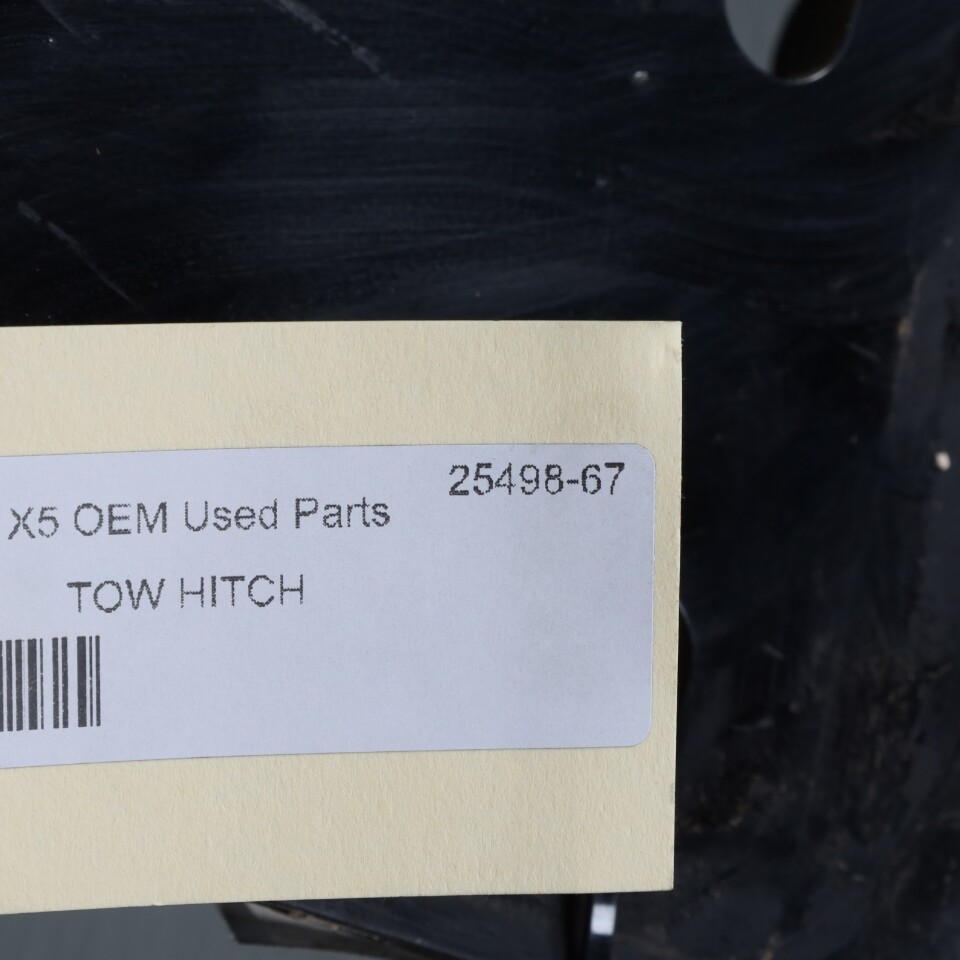 25498-67
X5 OEM Used Parts
TOW HITCH